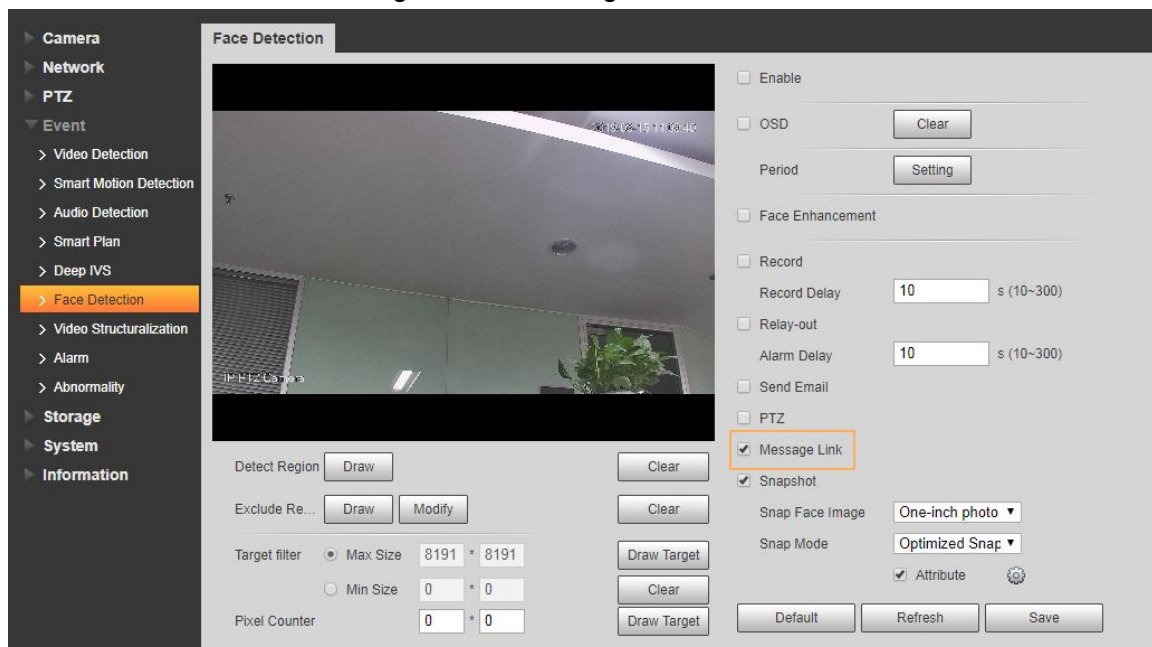 Camera
Network
PTZ
Event
Video Detection
Smart Motion Detection
Audio Detection
Smart Plan
Deep IVS
Face Detection
Video Structuralization
Alarm
Abnormality
Storage
System
Information
Face Detection
IP PTZ Camera
Detect Region Draw Clear
Exclude Re... Draw Modify Clear
Target filter Max Size 8191 * 8191 Draw Target
Min Size 0 * 0 Clear
Pixel Counter 0 * 0 Draw Target
Enable
OSD Clear
Period Setting
Face Enhancement
Record
Record Delay 10 s (10~300)
Relay-out
Alarm Delay 10 s (10~300)
Send Email
PTZ
Message Link
Snapshot
Snap Face Image One-inch photo
Snap Mode Optimized Snap
Attribute
Default Refresh Save